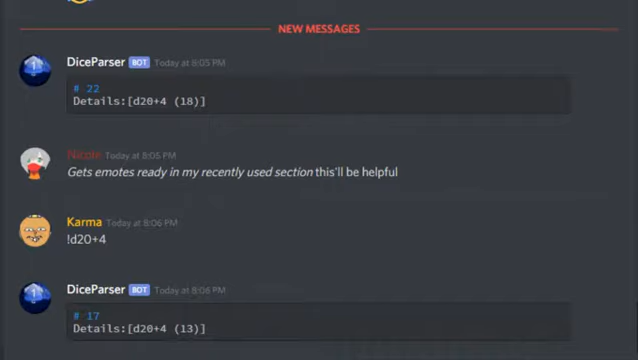 NEW MESSAGES
DiceParser BOT Today at 8:05 PM
# 22
Details:[d20+4 (18)]
Nicole Today at 8:05 PM
Gets emotes ready in my recently used section this'll be helpful
Karma Today at 8:06 PM
!d20+4
DiceParser BOT Today at 8:06 PM
# 17
Details:[d20+4 (13)]